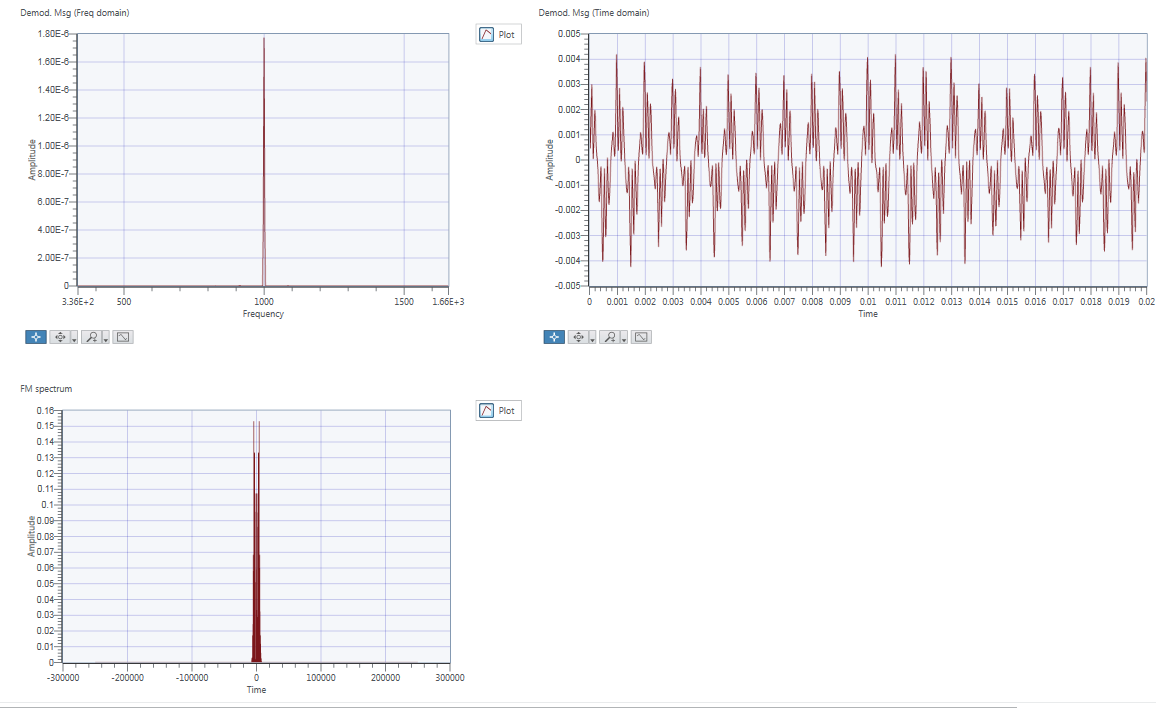 Demod. Msg (Freq domain)
Plot
1.80E-6
1.60E-6
1.40E-6
1.20E-6
1.00E-6
8.00E-7
6.00E-7
4.00E-7
2.00E-7
0
Amplitude
3.36E+2 500 1000 1500 1.66E+3
Frequency
Demod. Msg (Time domain)
0.005
0.004
0.003
0.002
0.001
0
-0.001
-0.002
-0.003
-0.004
-0.005
Amplitude
0 0.001 0.002 0.003 0.004 0.005 0.006 0.007 0.008 0.009 0.01 0.011 0.012 0.013 0.014 0.015 0.016 0.017 0.018 0.019 0.02
Time
FM spectrum
Plot
0.16
0.15
0.14
0.13
0.12
0.11
0.1
0.09
0.08
0.07
0.06
0.05
0.04
0.03
0.02
0.01
0
Amplitude
-300000 -200000 -100000 0 100000 200000 300000
Time